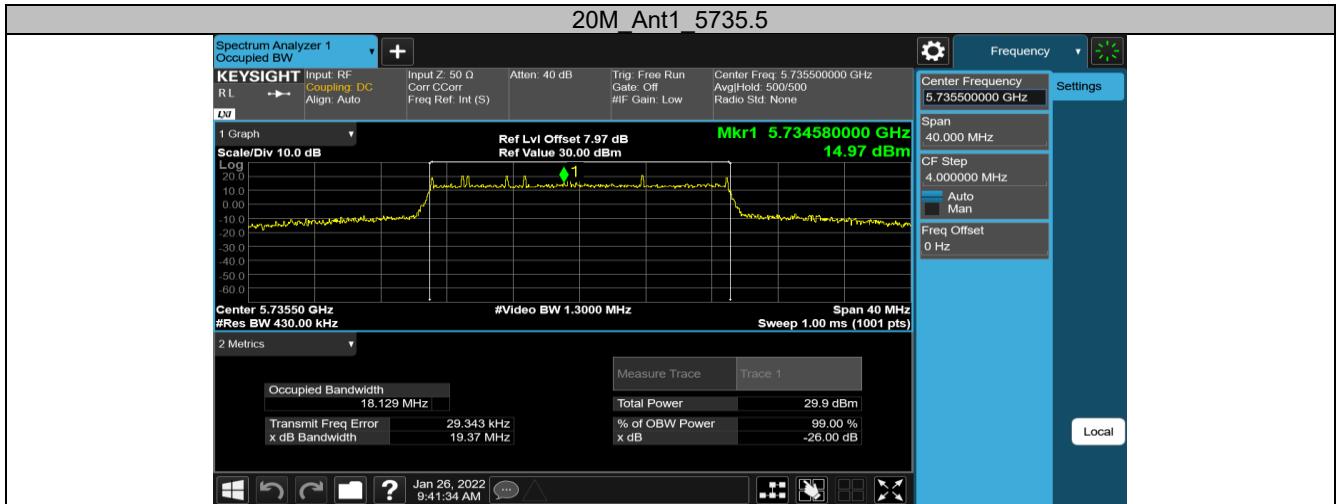 20M_Ant1_5735.5
Spectrum Analyzer 1
Occupied BW
+
Frequency
KEYSIGHT
RL
LXI
Input: RF
Coupling: DC
Align: Auto
Input Z: 50 Ω
Corr CCorr
Freq Ref: Int (S)
Atten: 40 dB
Trig: Free Run
Gate: Off
#IF Gain: Low
Center Freq: 5.735500000 GHz
Avg|Hold: 500/500
Radio Std: None
Center Frequency
5.735500000 GHz
Settings
Span
40.000 MHz
CF Step
4.000000 MHz
Auto
Man
Freq Offset
0 Hz
1 Graph
Scale/Div 10.0 dB
Ref Lvl Offset 7.97 dB
Ref Value 30.00 dBm
Mkr1 5.734580000 GHz
14.97 dBm
Log
20.0
10.0
0.00
-10.0
-20.0
-30.0
-40.0
-50.0
-60.0
1
Center 5.73550 GHz
#Video BW 1.3000 MHz
Span 40 MHz
#Res BW 430.00 kHz
Sweep 1.00 ms (1001 pts)
2 Metrics
Measure Trace Trace 1
Occupied Bandwidth
18.129 MHz
Total Power 29.9 dBm
Transmit Freq Error 29.343 kHz
% of OBW Power 99.00 %
x dB Bandwidth 19.37 MHz
x dB -26.00 dB
Local
?
Jan 26, 2022
9:41:34 AM